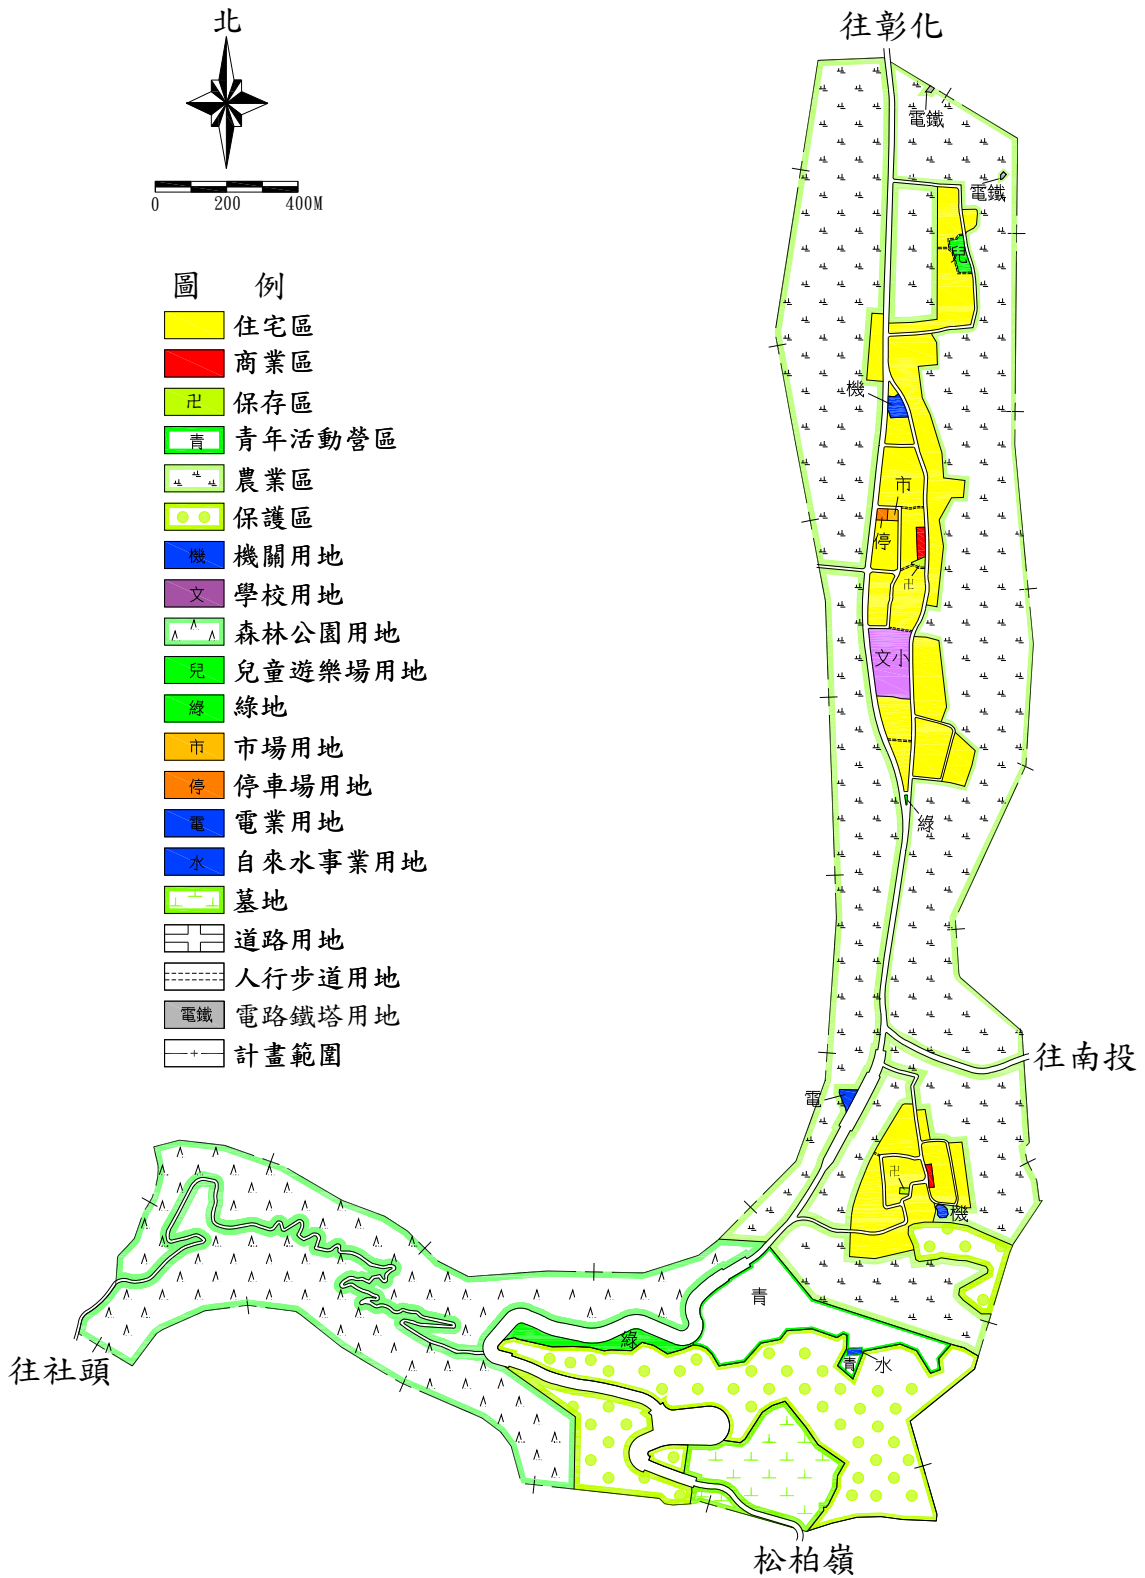 北
往彰化
0 200 400M
圖 例
住宅區
商業區
卍 保存區
青 青年活動營區
農業區
保護區
機 機關用地
文 學校用地
森林公園用地
兒 兒童遊樂場用地
綠 綠地
市 市場用地
停 停車場用地
電 電業用地
水 自來水事業用地
墓地
道路用地
人行步道用地
電鐵 電路鐵塔用地
計畫範圍
電鐵
電鐵
兒
機
市
停
卍
文小
綠
往南投
電
卍
機
青
綠
青 水
往社頭
松柏嶺